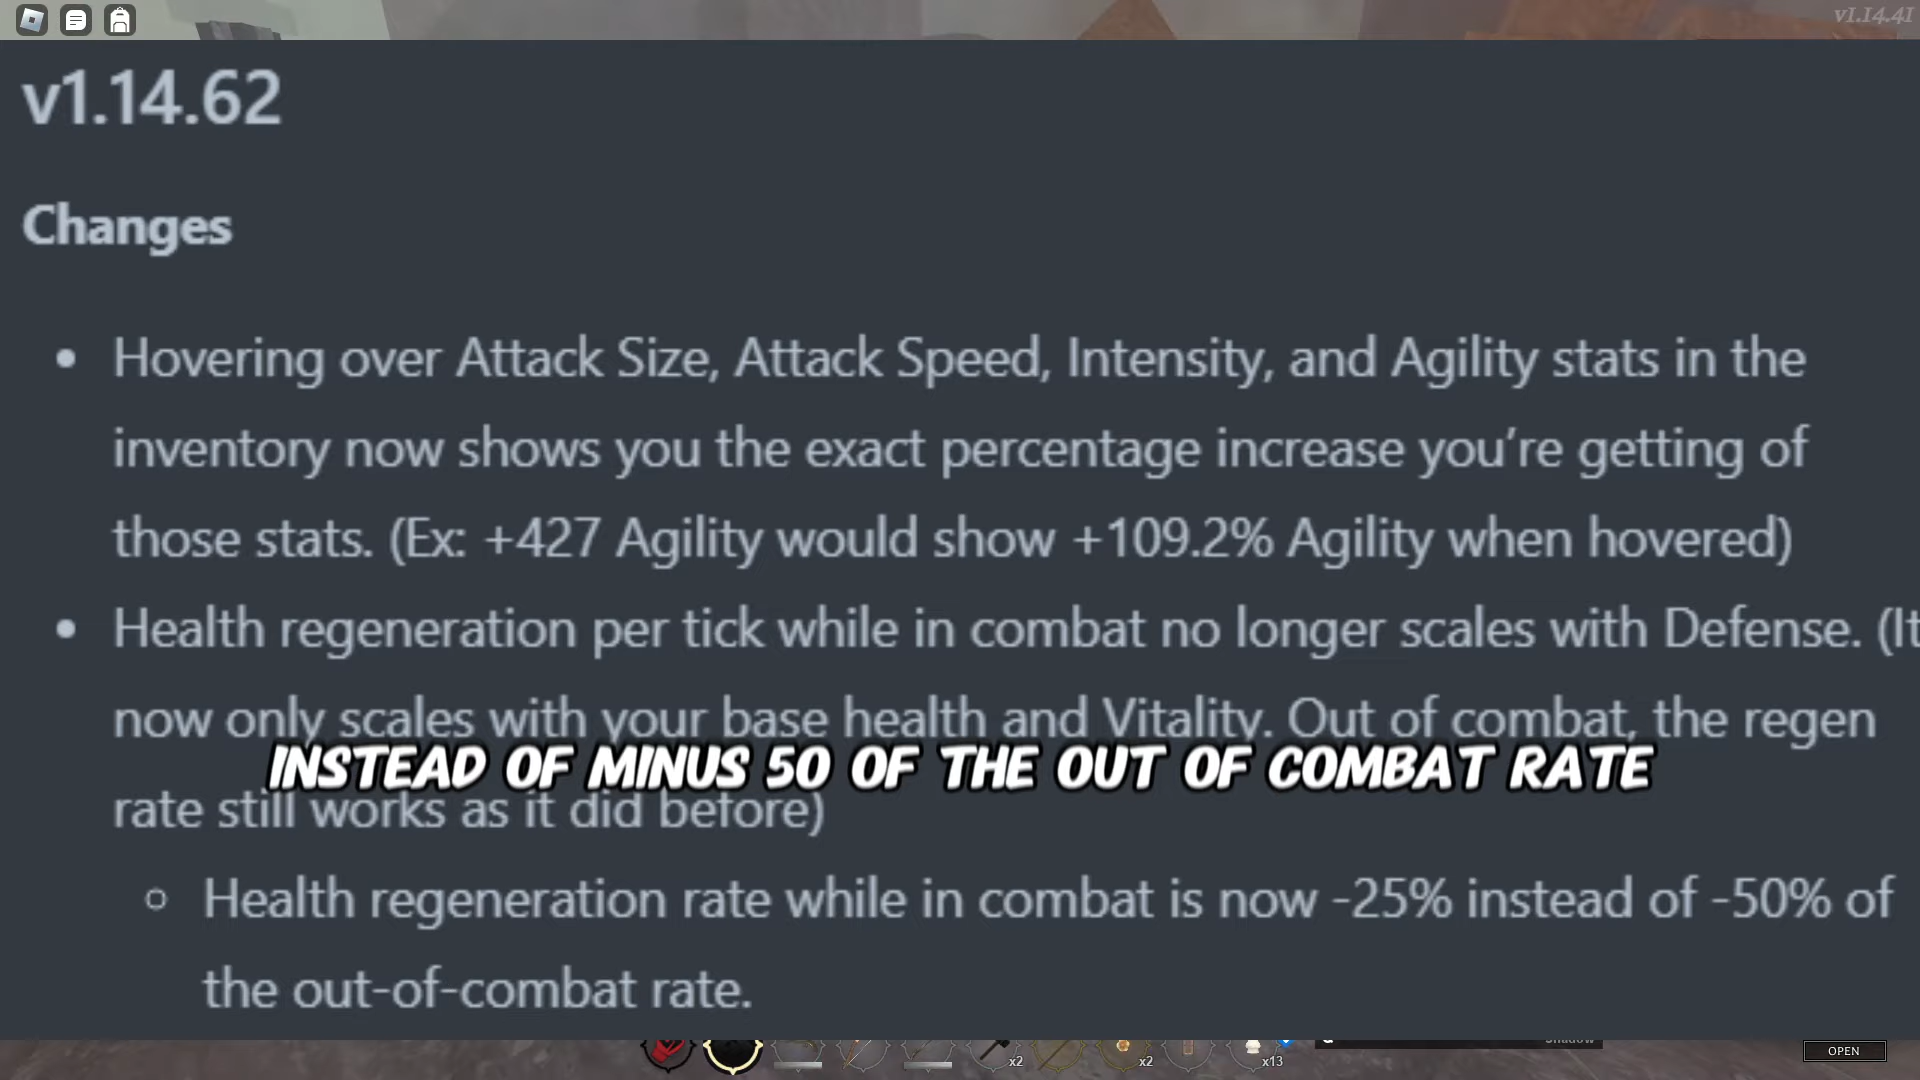 v1.14.41
v1.14.62
Changes
• Hovering over Attack Size, Attack Speed, Intensity, and Agility stats in the
inventory now shows you the exact percentage increase you’re getting of
those stats. (Ex: +427 Agility would show +109.2% Agility when hovered)
• Health regeneration per tick while in combat no longer scales with Defense. (It
now only scales with your base health and Vitality. Out of combat, the regen
INSTEAD OF MINUS 50 OF THE OUT OF COMBAT RATE
rate still works as it did before)
○ Health regeneration rate while in combat is now -25% instead of -50% of
the out-of-combat rate.
x2
x2
x13
OPEN